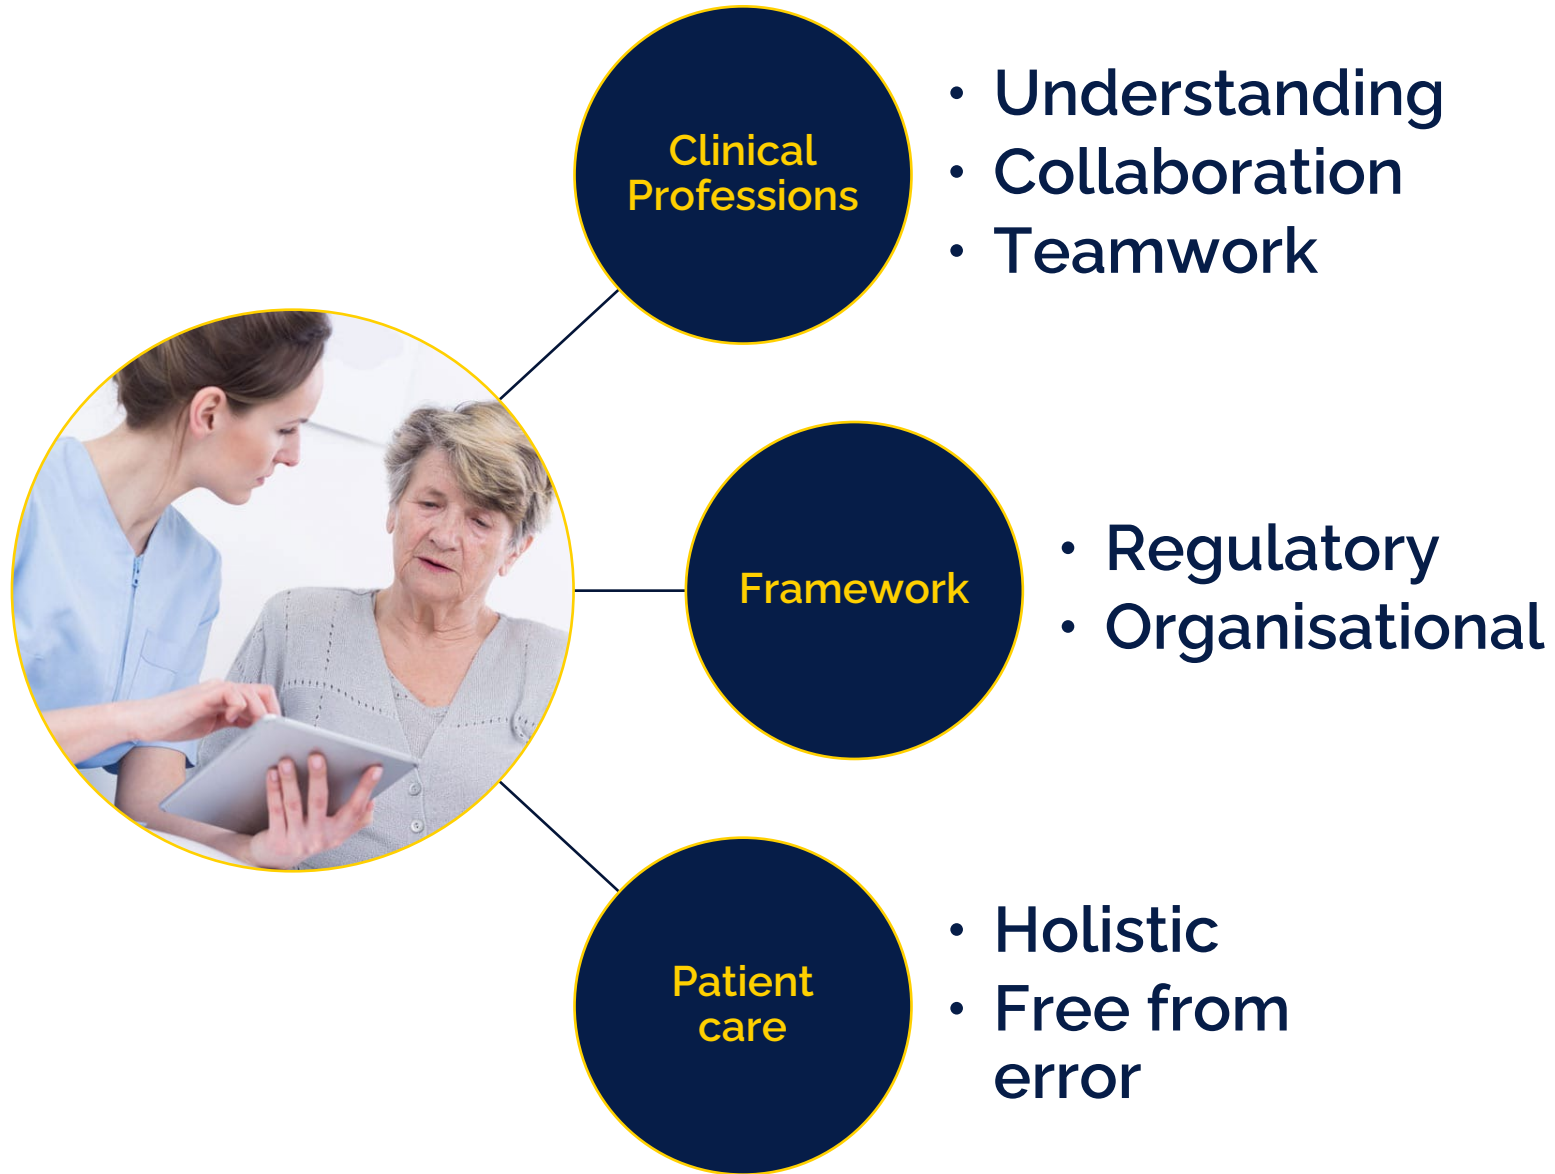 Clinical
Professions
• Understanding
• Collaboration
• Teamwork
Framework
• Regulatory
• Organisational
Patient
care
• Holistic
• Free from
error